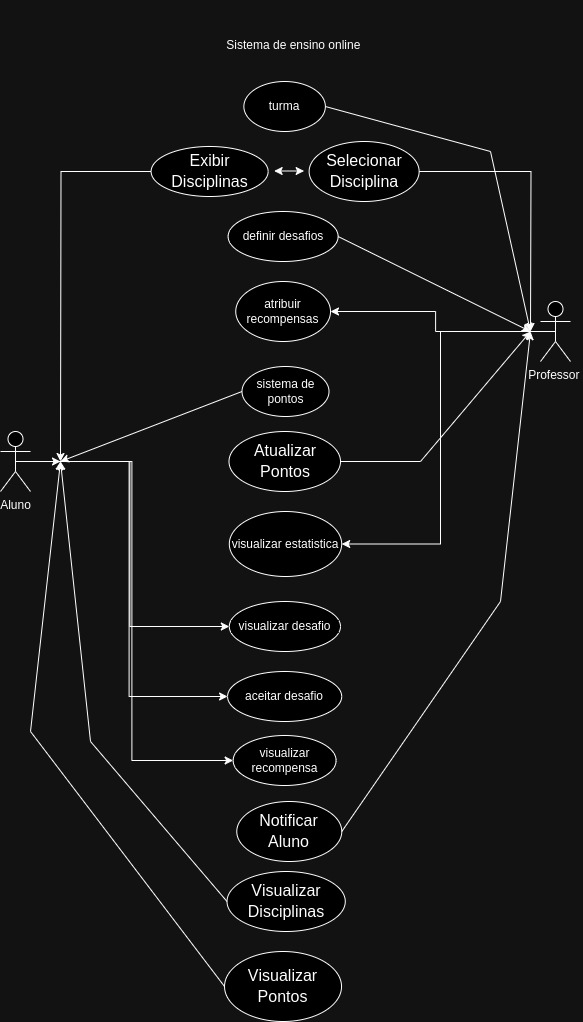 Sistema de ensino online
turma
Exibir
Disciplinas
Selecionar
Disciplina
definir desafios
atribuir
recompensas
Professor
sistema de
pontos
Atualizar
Pontos
Aluno
visualizar estatistica
visualizar desafio
aceitar desafio
visualizar
recompensa
Notificar
Aluno
Visualizar
Disciplinas
Visualizar
Pontos